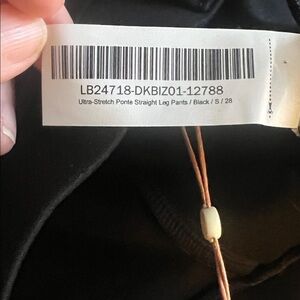 LB24718-DKBIZ01-12788
Ultra-Stretch Ponte Straight Leg Pants / Black / S / 28